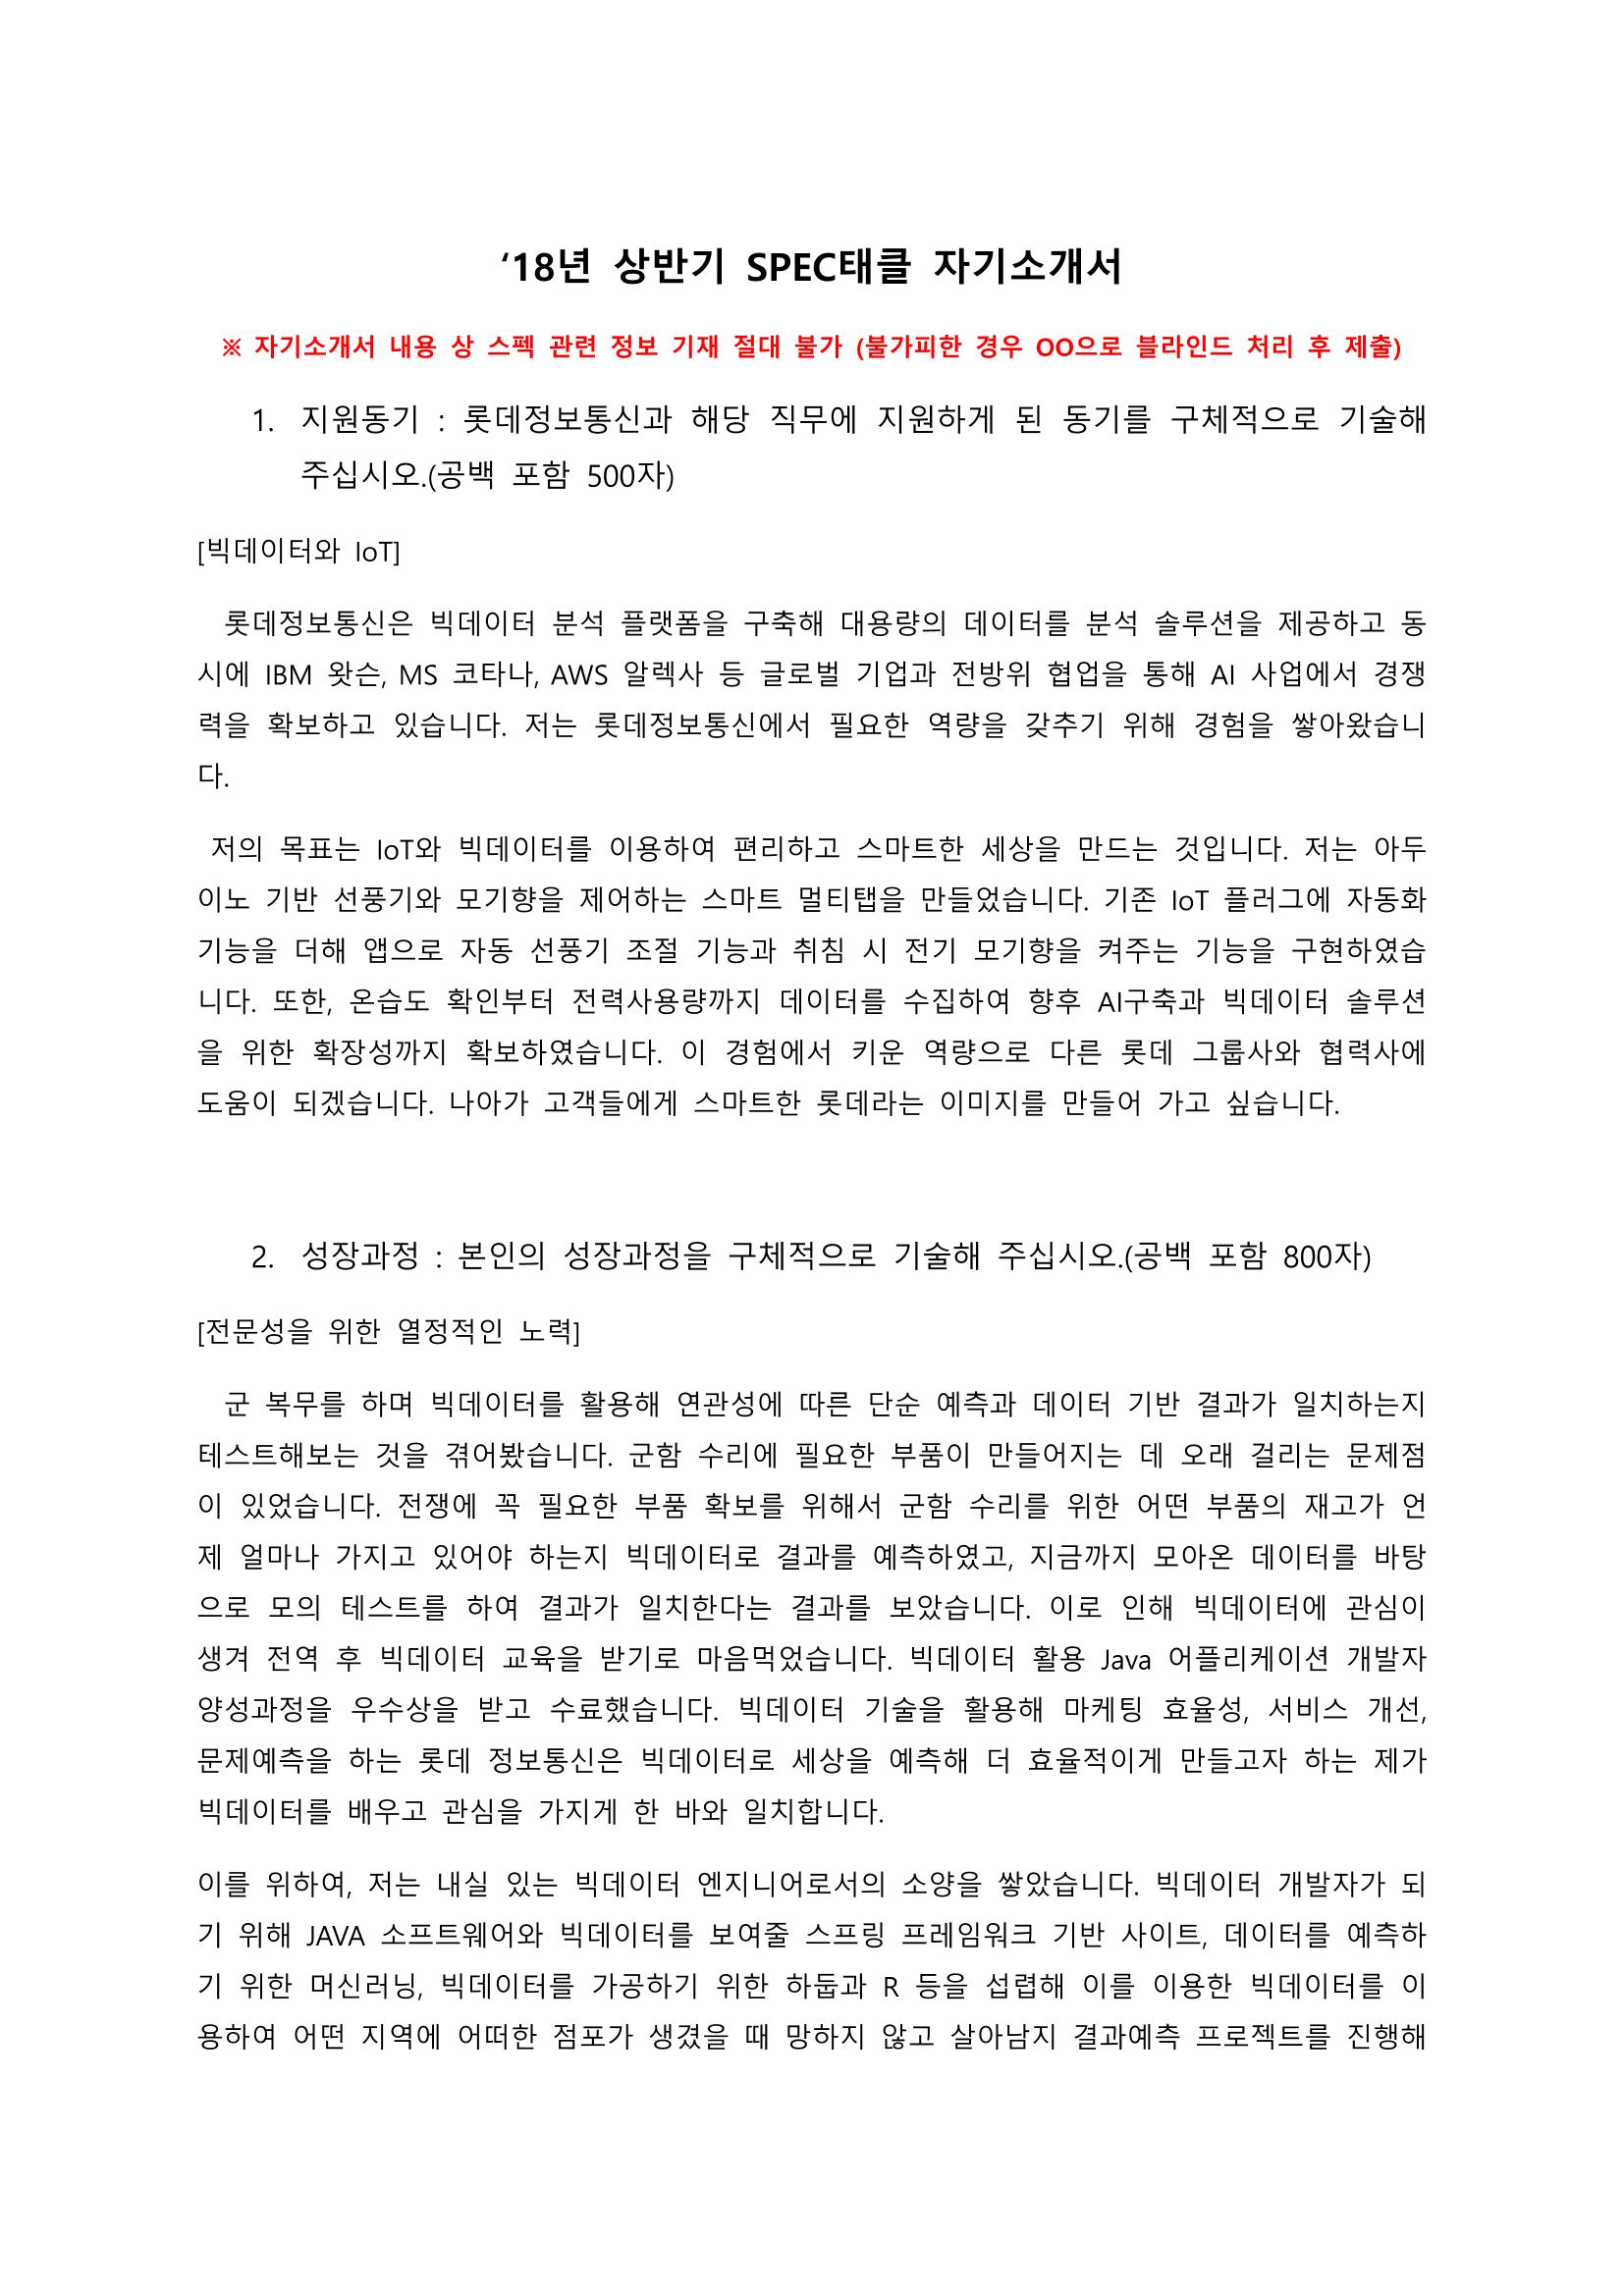 ‘18년 상반기 SPEC태클 자기소개서
※ 자기소개서 내용 상 스펙 관련 정보 기재 절대 불가 (불가피한 경우 OO으로 블라인드 처리 후 제출)
1. 지원동기 : 롯데정보통신과 해당 직무에 지원하게 된 동기를 구체적으로 기술해
주십시오.(공백 포함 500자)
[빅데이터와 IoT]
롯데정보통신은 빅데이터 분석 플랫폼을 구축해 대용량의 데이터를 분석 솔루션을 제공하고 동
시에 IBM 왓슨, MS 코타나, AWS 알렉사 등 글로벌 기업과 전방위 협업을 통해 AI 사업에서 경쟁
력을 확보하고 있습니다. 저는 롯데정보통신에서 필요한 역량을 갖추기 위해 경험을 쌓아왔습니
다.
저의 목표는 IoT와 빅데이터를 이용하여 편리하고 스마트한 세상을 만드는 것입니다. 저는 아두
이노 기반 선풍기와 모기향을 제어하는 스마트 멀티탭을 만들었습니다. 기존 IoT 플러그에 자동화
기능을 더해 앱으로 자동 선풍기 조절 기능과 취침 시 전기 모기향을 켜주는 기능을 구현하였습
니다. 또한, 온습도 확인부터 전력사용량까지 데이터를 수집하여 향후 AI구축과 빅데이터 솔루션
을 위한 확장성까지 확보하였습니다. 이 경험에서 키운 역량으로 다른 롯데 그룹사와 협력사에
도움이 되겠습니다. 나아가 고객들에게 스마트한 롯데라는 이미지를 만들어 가고 싶습니다.
2. 성장과정 : 본인의 성장과정을 구체적으로 기술해 주십시오.(공백 포함 800자)
[전문성을 위한 열정적인 노력]
군 복무를 하며 빅데이터를 활용해 연관성에 따른 단순 예측과 데이터 기반 결과가 일치하는지
테스트해보는 것을 겪어봤습니다. 군함 수리에 필요한 부품이 만들어지는 데 오래 걸리는 문제점
이 있었습니다. 전쟁에 꼭 필요한 부품 확보를 위해서 군함 수리를 위한 어떤 부품의 재고가 언
제 얼마나 가지고 있어야 하는지 빅데이터로 결과를 예측하였고, 지금까지 모아온 데이터를 바탕
으로 모의 테스트를 하여 결과가 일치한다는 결과를 보았습니다. 이로 인해 빅데이터에 관심이
생겨 전역 후 빅데이터 교육을 받기로 마음먹었습니다. 빅데이터 활용 Java 어플리케이션 개발자
양성과정을 우수상을 받고 수료했습니다. 빅데이터 기술을 활용해 마케팅 효율성, 서비스 개선,
문제예측을 하는 롯데 정보통신은 빅데이터로 세상을 예측해 더 효율적이게 만들고자 하는 제가
빅데이터를 배우고 관심을 가지게 한 바와 일치합니다.
이를 위하여, 저는 내실 있는 빅데이터 엔지니어로서의 소양을 쌓았습니다. 빅데이터 개발자가 되
기 위해 JAVA 소프트웨어와 빅데이터를 보여줄 스프링 프레임워크 기반 사이트, 데이터를 예측하
기 위한 머신러닝, 빅데이터를 가공하기 위한 하둡과 R 등을 섭렵해 이를 이용한 빅데이터를 이
용하여 어떤 지역에 어떠한 점포가 생겼을 때 망하지 않고 살아남지 결과예측 프로젝트를 진행해